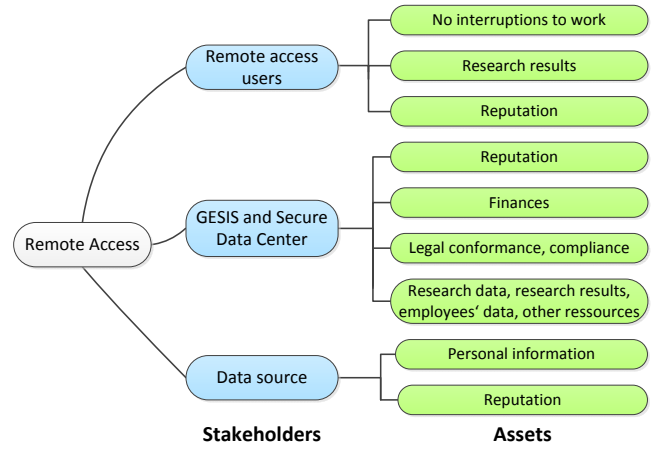 Remote Access
Remote access
users
No interruptions to work
Research results
Reputation
GESIS and Secure
Data Center
Reputation
Finances
Legal conformance, compliance
Research data, research results,
employees‘ data, other ressources
Data source
Personal information
Reputation
Stakeholders
Assets